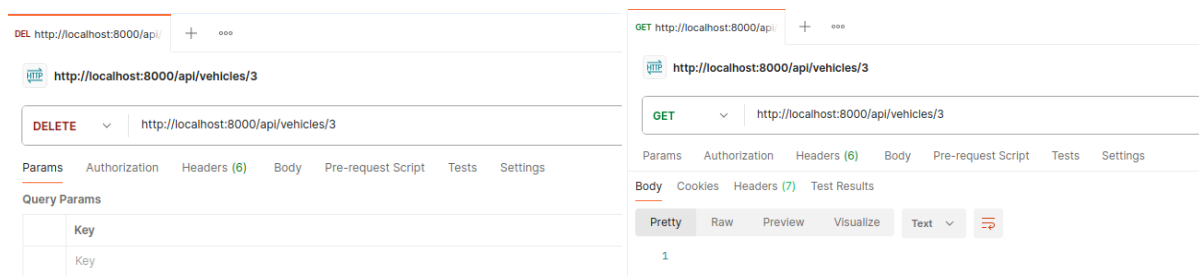 DEL http://localhost:8000/api/
http://localhost:8000/api/vehicles/3
DELETE http://localhost:8000/api/vehicles/3
Params Authorization Headers (6) Body Pre-request Script Tests Settings
Query Params
Key
Key
GET http://localhost:8000/api/
http://localhost:8000/api/vehicles/3
GET http://localhost:8000/api/vehicles/3
Params Authorization Headers (6) Body Pre-request Script Tests Settings
Body Cookies Headers (7) Test Results
Pretty Raw Preview Visualize Text
1